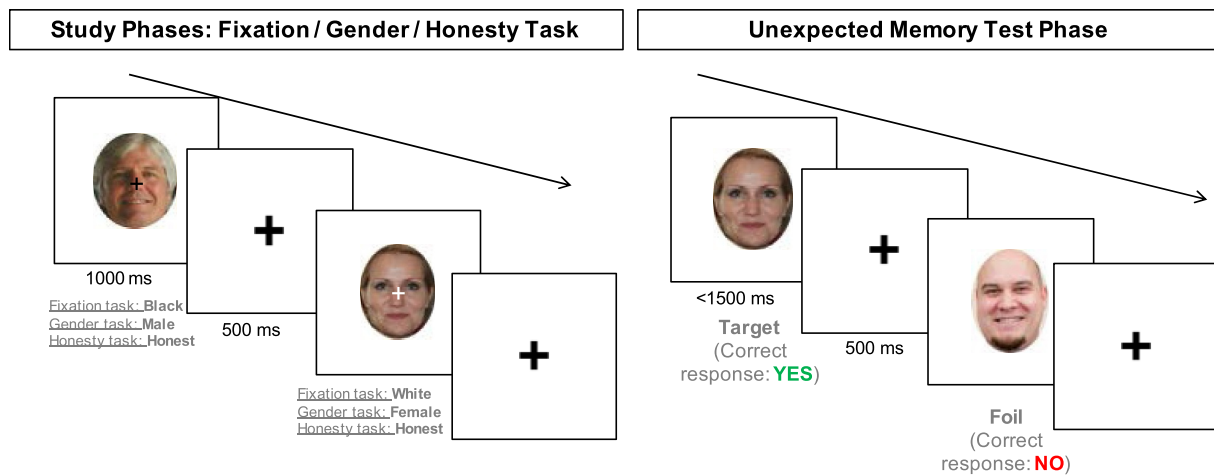 Study Phases: Fixation / Gender / Honesty Task
1000 ms
Fixation task: Black
Gender task: Male
Honesty task: Honest
500 ms
Fixation task: White
Gender task: Female
Honesty task: Honest
Unexpected Memory Test Phase
<1500 ms
Target
(Correct
response: YES)
500 ms
Foil
(Correct
response: NO)